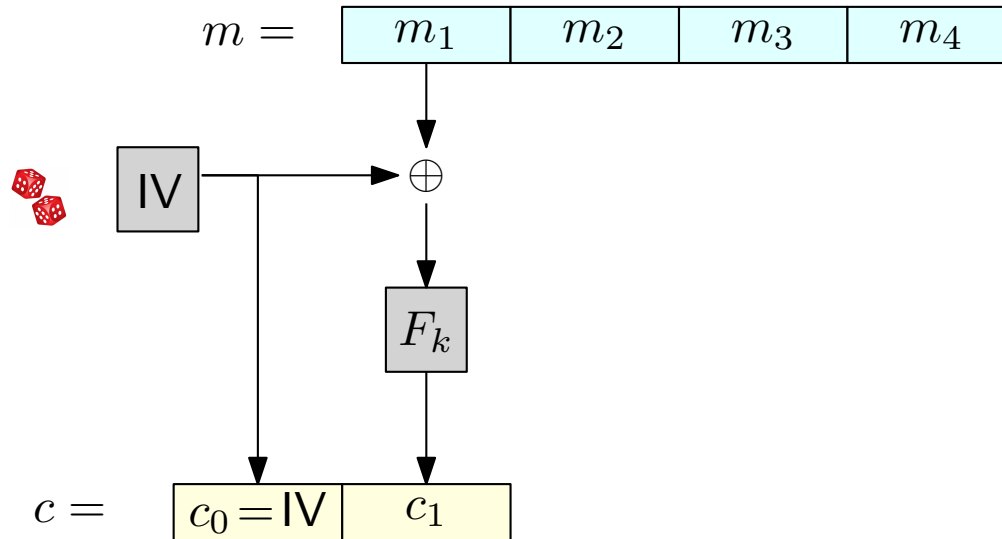 m = m₁ m₂ m₃ m₄
IV
Fₖ
c = c₀ = IV c₁